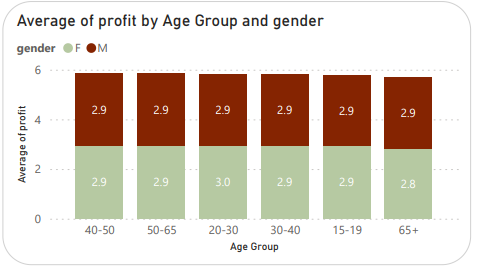 Average of profit by Age Group and gender
gender F M
6
4
2
0
Average of profit
2.9 2.9 2.9 2.9 2.9 2.9
2.9 2.9 3.0 2.9 2.9 2.8
40-50 50-65 20-30 30-40 15-19 65+
Age Group